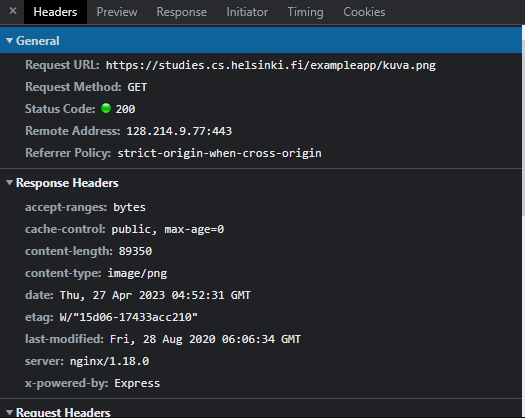 × Headers Preview Response Initiator Timing Cookies
▼General
Request URL: https://studies.cs.helsinki.fi/exampleapp/kuva.png
Request Method: GET
Status Code: 200
Remote Address: 128.214.9.77:443
Referrer Policy: strict-origin-when-cross-origin
▼Response Headers
accept-ranges: bytes
cache-control: public, max-age=0
content-length: 89350
content-type: image/png
date: Thu, 27 Apr 2023 04:52:31 GMT
etag: W/"15d06-17433acc210"
last-modified: Fri, 28 Aug 2020 06:06:34 GMT
server: nginx/1.18.0
x-powered-by: Express
▼Request Headers